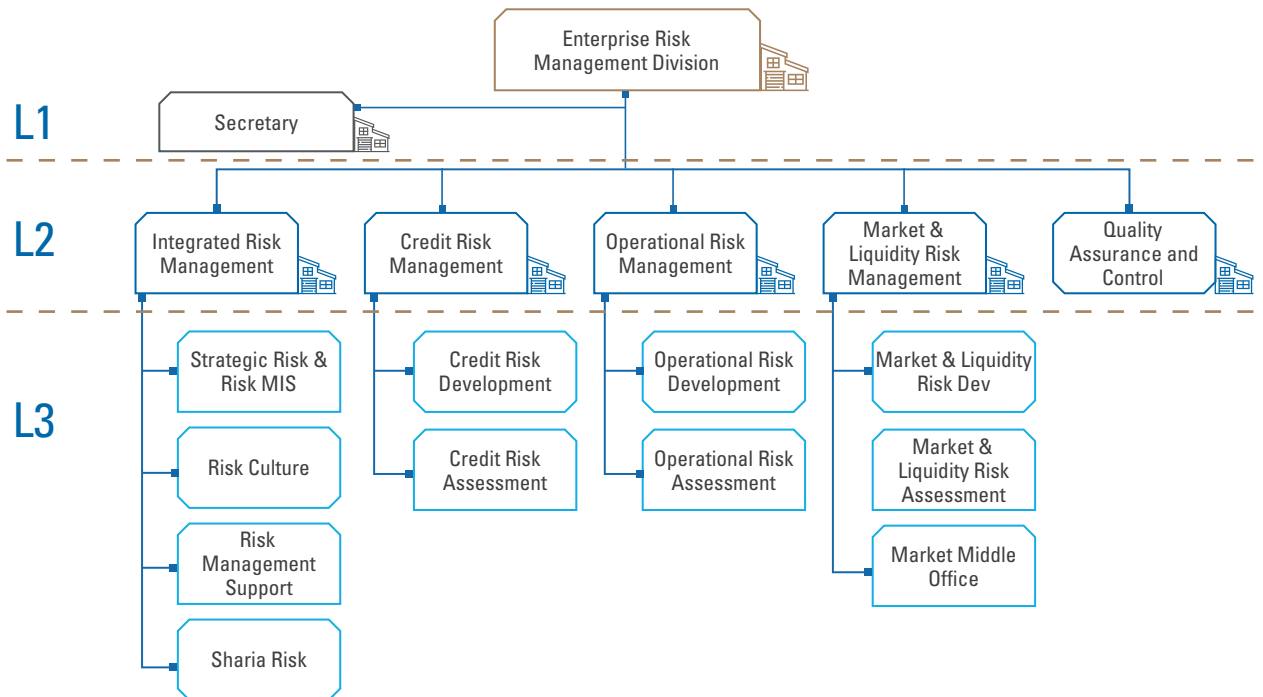 Enterprise Risk
Management Division
L1
Secretary
L2
Integrated Risk
Management
Credit Risk
Management
Operational Risk
Management
Market &
Liquidity Risk
Management
Quality
Assurance and
Control
L3
Strategic Risk &
Risk MIS
Risk Culture
Risk
Management
Support
Sharia Risk
Credit Risk
Development
Credit Risk
Assessment
Operational Risk
Development
Operational Risk
Assessment
Market & Liquidity
Risk Dev
Market &
Liquidity Risk
Assessment
Market Middle
Office